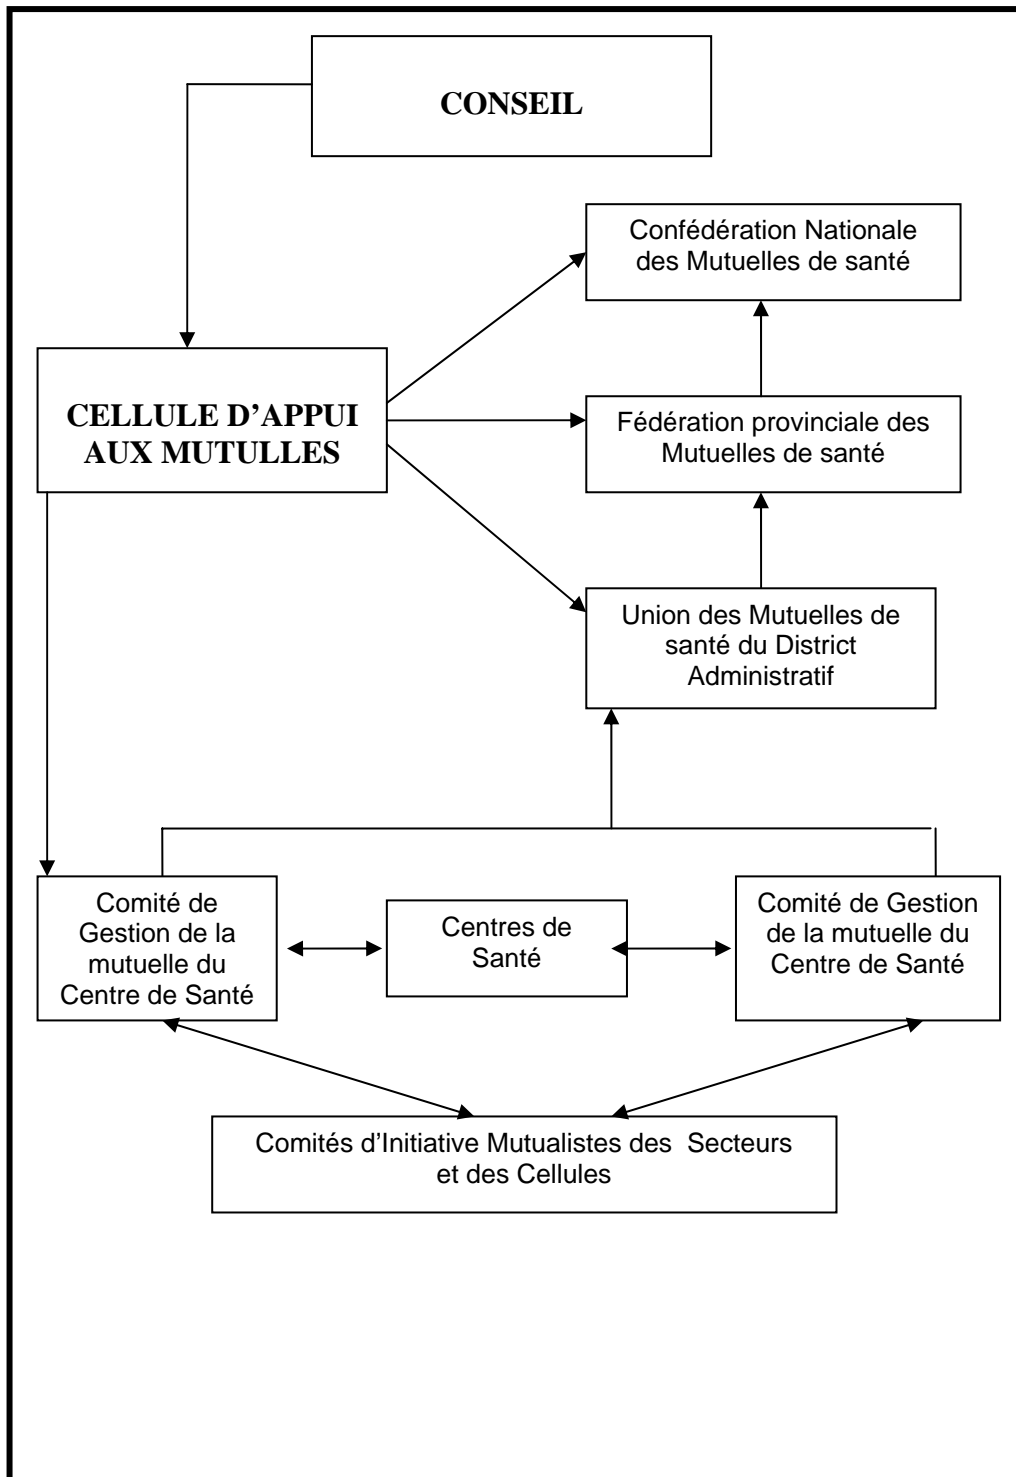 CONSEIL
Confédération Nationale
des Mutuelles de santé
CELLULE D’APPUI
AUX MUTULLES
Fédération provinciale des
Mutuelles de santé
Union des Mutuelles de
santé du District
Administratif
Comité de
Gestion de la
mutuelle du
Centre de Santé
Centres de
Santé
Comité de Gestion
de la mutuelle du
Centre de Santé
Comités d’Initiative Mutualistes des  Secteurs
et des Cellules